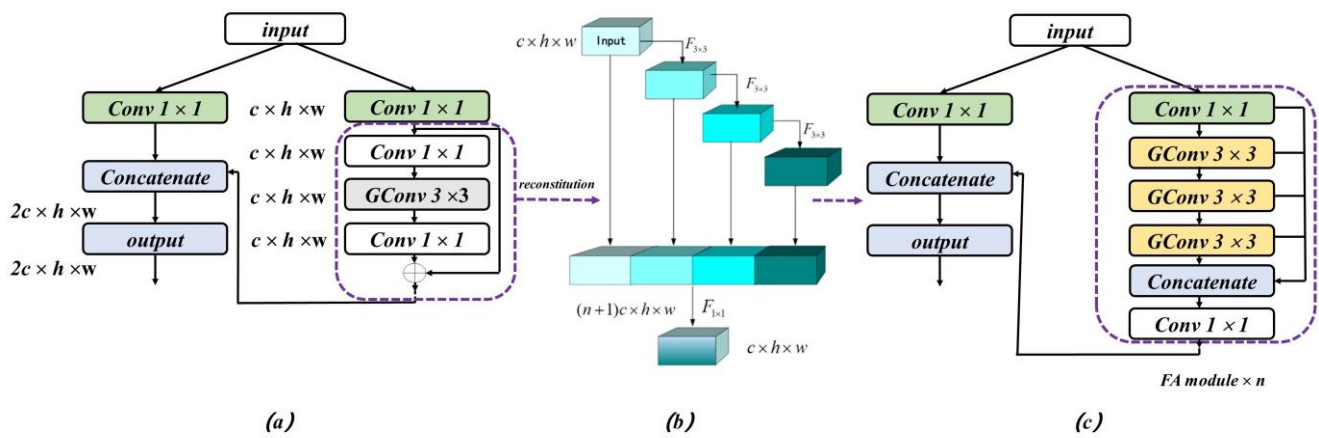 input
Conv 1 × 1
c × h × w
Conv 1 × 1
c × h × w
Conv 1 × 1
Concatenate
c × h × w
GConv 3 ×3
2c × h × w
output
c × h × w
Conv 1 × 1
2c × h × w
(a)
reconstitution
c × h × w
Input
F3×3
F3×3
F3×3
(n+1)c × h × w
F1×1
c × h × w
(b)
input
Conv 1 × 1
Concatenate
output
Conv 1 × 1
GConv 3 × 3
GConv 3 × 3
GConv 3 × 3
Concatenate
Conv 1 × 1
FA module × n
(c)